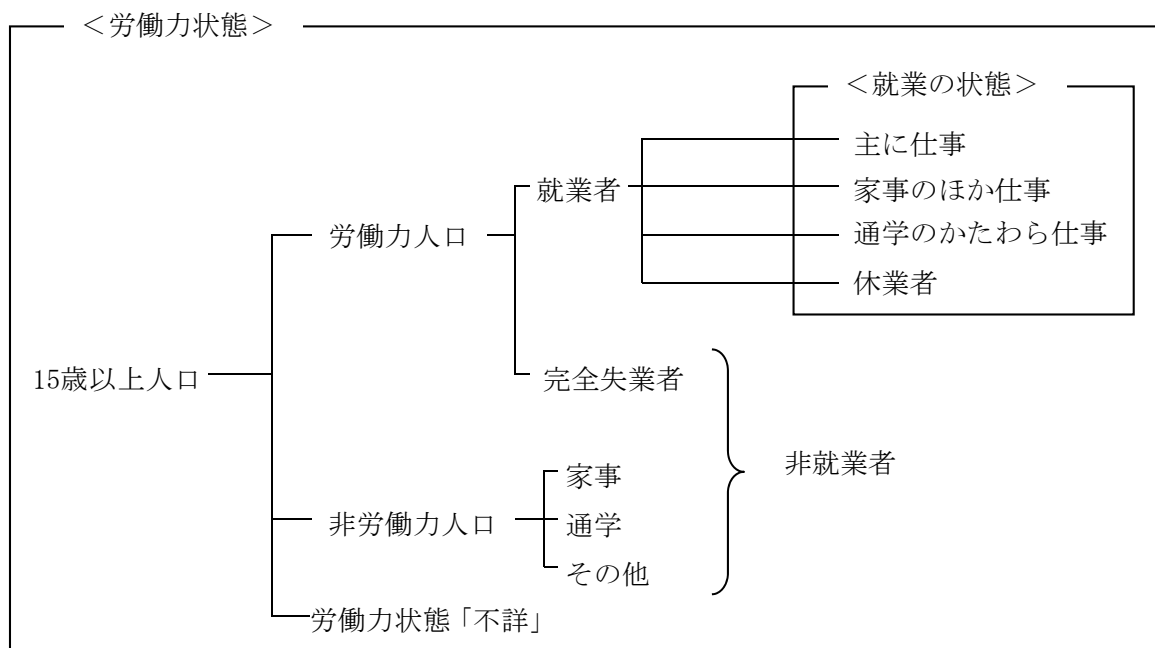 ＜労働力状態＞
＜就業の状態＞
主に仕事
就業者
家事のほか仕事
労働力人口
通学のかたわら仕事
休業者
15歳以上人口
完全失業者
非就業者
家事
非労働力人口
通学
その他
労働力状態「不詳」